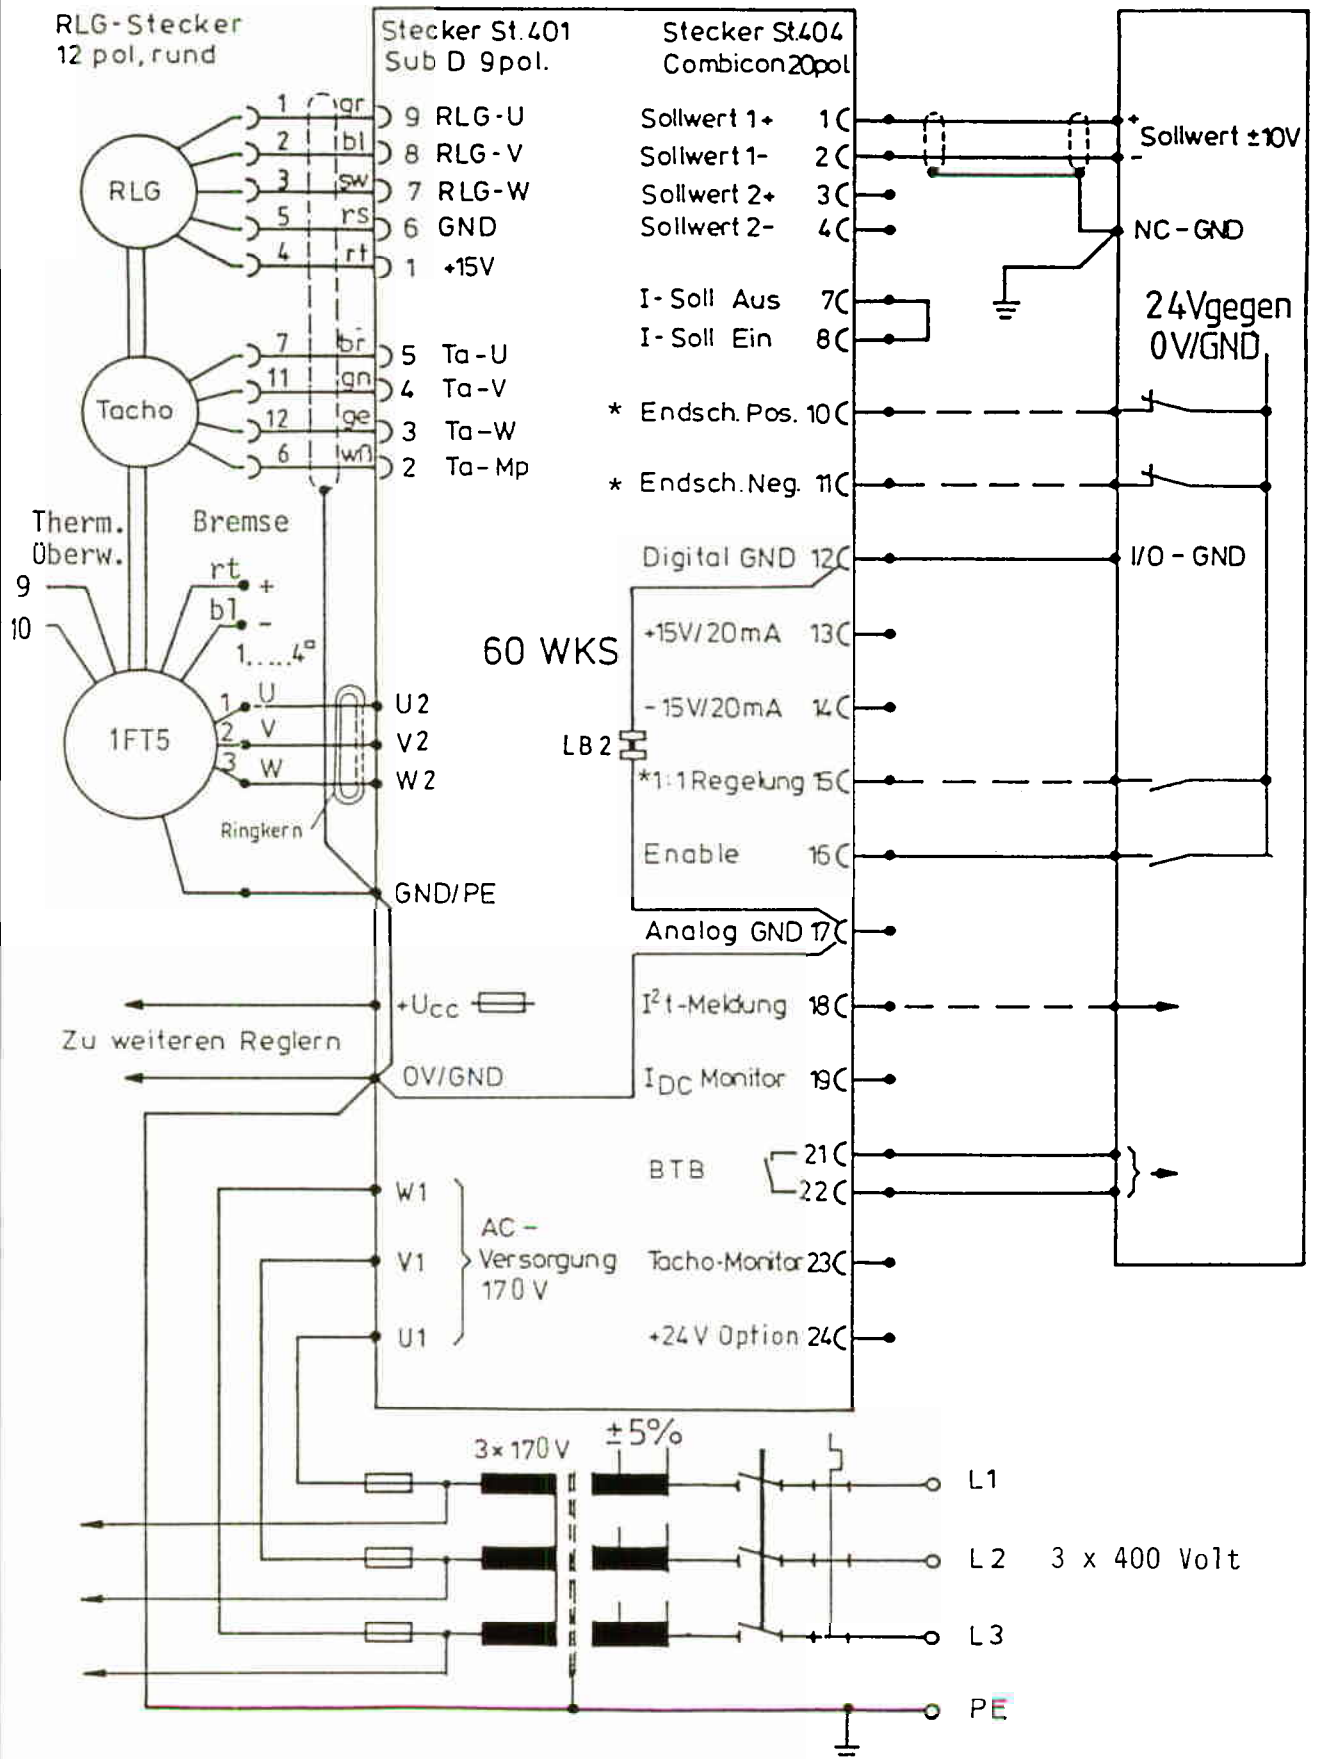 RLG-Stecker
12 pol, rund
Stecker St.401
Sub D 9pol.
Stecker St.404
Combicon 20pol
RLG
1 gr 9 RLG-U
2 bl 8 RLG-V
3 sw 7 RLG-W
5 rs 6 GND
4 rt 1 +15V
Tacho
7 br 5 Ta-U
11 gn 4 Ta-V
12 ge 3 Ta-W
6 wß 2 Ta-Mp
Therm.
Überw.
9
10
Bremse
rt +
bl -
1.....4□
1FT5
1 U U2
2 V V2
3 W W2
Ringkern
GND/PE
+UCC
Zu weiteren Reglern
0V/GND
W1
V1
U1
AC-
Versorgung
170 V
60 WKS
LB2
Sollwert 1+ 1
Sollwert 1- 2
Sollwert 2+ 3
Sollwert 2- 4
I-Soll Aus 7
I-Soll Ein 8
* Endsch. Pos. 10
* Endsch. Neg. 11
Digital GND 12
+15V/20mA 13
-15V/20mA 14
*1:1 Regelung 15
Enable 16
Analog GND 17
I²t-Meldung 18
IDC Monitor 19
BTB 21
22
Tacho-Monitor 23
+24V Option 24
+
Sollwert ±10V
-
NC-GND
24Vgegen
0V/GND
I/O-GND
3x170V
±5%
L1
L2 3 x 400 Volt
L3
PE